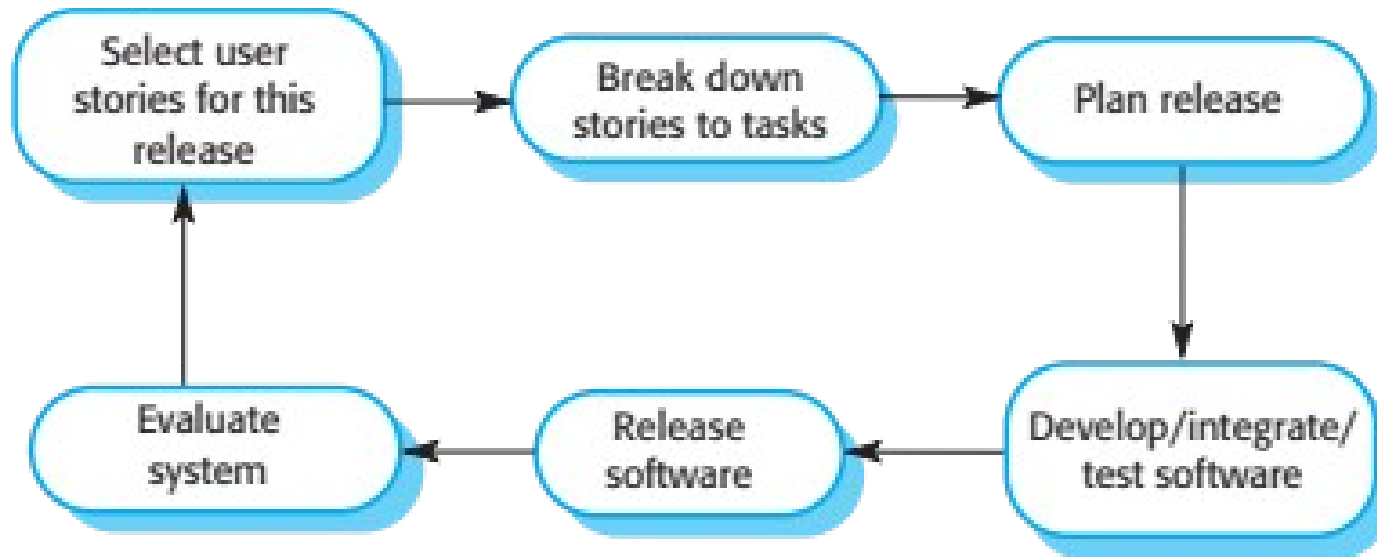 Select user
stories for this
release
Break down
stories to tasks
Plan release
Evaluate
system
Release
software
Develop/integrate/
test software